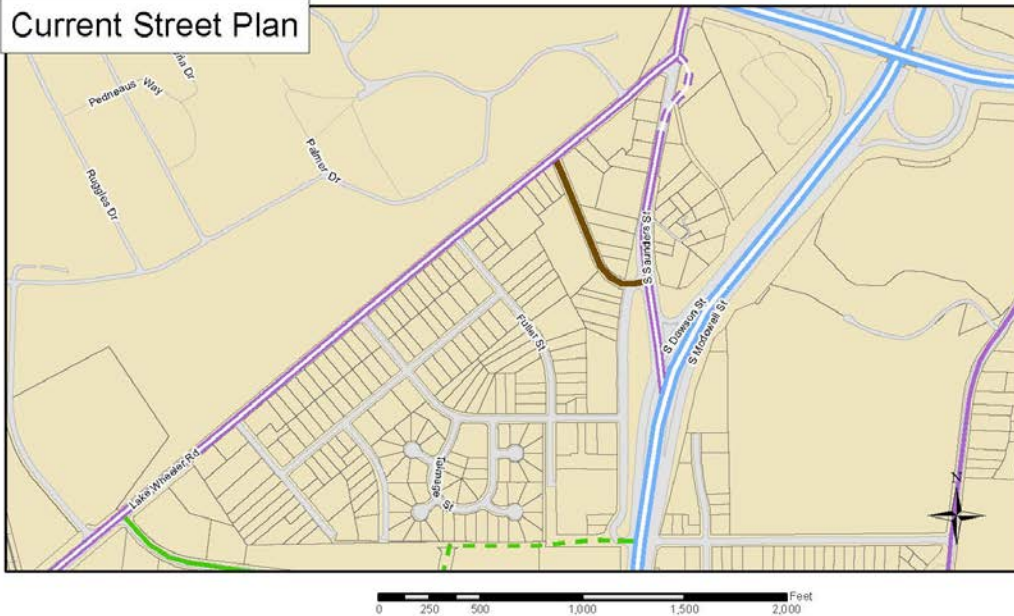 Current Street Plan
Pedneaus Way
Ruggles Dr
Palmer Dr
S Saunders St
Fuller St
S Dawson St
S Mcdowell St
Talmage St
Lake Wheeler Rd
N
Feet
0 250 500 1,000 1,500 2,000